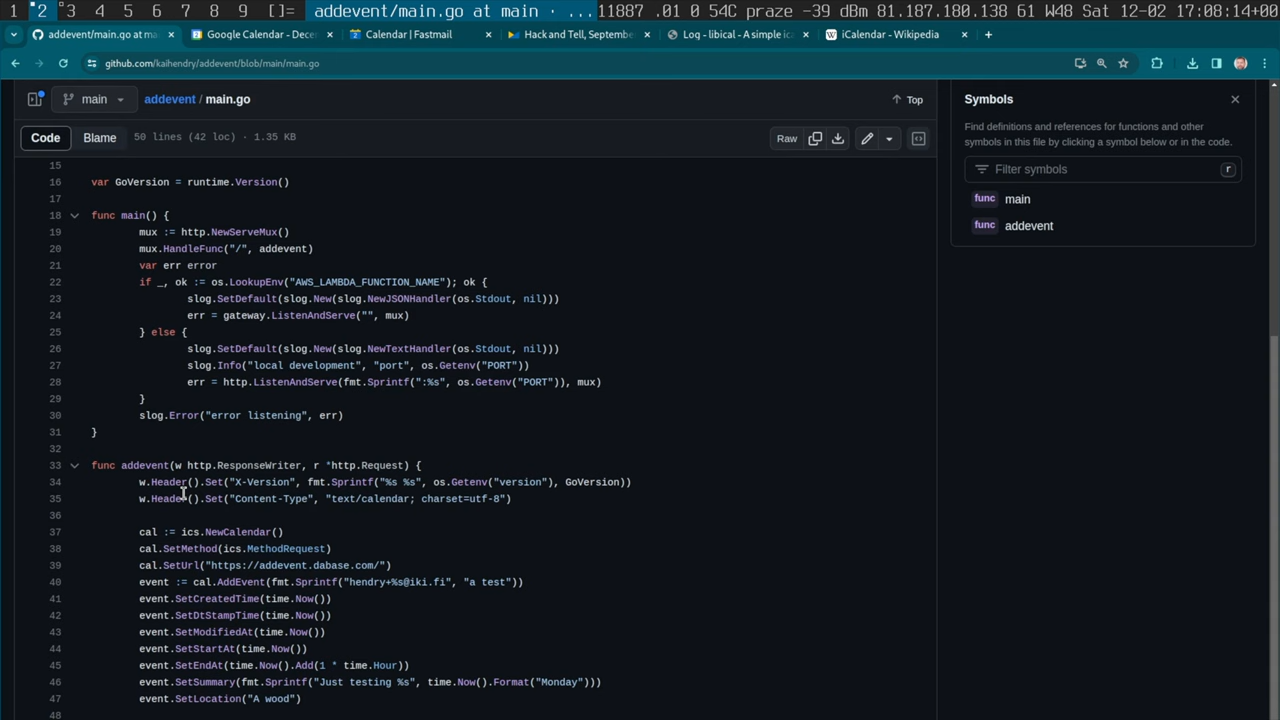 1 2 3 4 5 6 7 8 9 []= addevent/main.go at main · ... 11887 .01 0 54C praze -39 dBm 81.187.180.138 61 W48 Sat 12-02 17:08:14+00
addevent/main.go at ma × Google Calendar - Dece × Calendar | Fastmail × Hack and Tell, Septembe × Log - libical - A simple ic × iCalendar - Wikipedia × +
github.com/kaihendry/addevent/blob/main/main.go
main addevent / main.go Top
Code Blame 50 lines (42 loc) · 1.35 KB Raw
15
16 var GoVersion = runtime.Version()
17
18 func main() {
19 mux := http.NewServeMux()
20 mux.HandleFunc("/", addevent)
21 var err error
22 if _, ok := os.LookupEnv("AWS_LAMBDA_FUNCTION_NAME"); ok {
23 slog.SetDefault(slog.New(slog.NewJSONHandler(os.Stdout, nil)))
24 err = gateway.ListenAndServe("", mux)
25 } else {
26 slog.SetDefault(slog.New(slog.NewTextHandler(os.Stdout, nil)))
27 slog.Info("local development", "port", os.Getenv("PORT"))
28 err = http.ListenAndServe(fmt.Sprintf(":%s", os.Getenv("PORT")), mux)
29 }
30 slog.Error("error listening", err)
31 }
32
33 func addevent(w http.ResponseWriter, r *http.Request) {
34 w.Header().Set("X-Version", fmt.Sprintf("%s %s", os.Getenv("version"), GoVersion))
35 w.Header().Set("Content-Type", "text/calendar; charset=utf-8")
36
37 cal := ics.NewCalendar()
38 cal.SetMethod(ics.MethodRequest)
39 cal.SetUrl("https://addevent.dabase.com/")
40 event := cal.AddEvent(fmt.Sprintf("hendry+%s@iki.fi", "a test"))
41 event.SetCreatedTime(time.Now())
42 event.SetDtStampTime(time.Now())
43 event.SetModifiedAt(time.Now())
44 event.SetStartAt(time.Now())
45 event.SetEndAt(time.Now().Add(1 * time.Hour))
46 event.SetSummary(fmt.Sprintf("Just testing %s", time.Now().Format("Monday")))
47 event.SetLocation("A wood")
48
Symbols ×
Find definitions and references for functions and other
symbols in this file by clicking a symbol below or in the code.
Filter symbols r
func main
func addevent